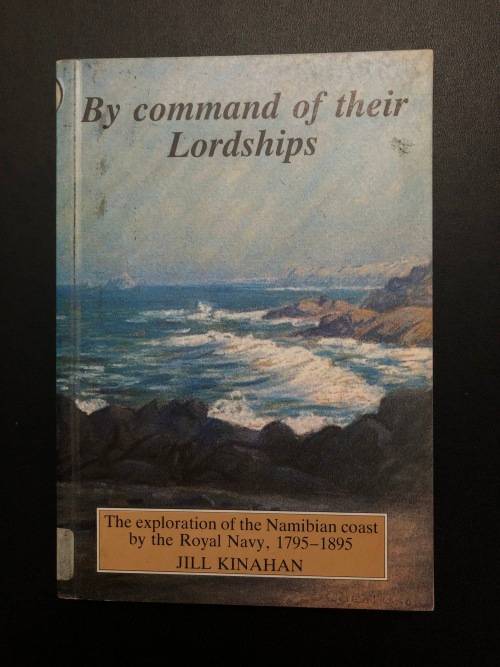 By command of their
Lordships
The exploration of the Namibian coast
by the Royal Navy, 1795–1895
JILL KINAHAN